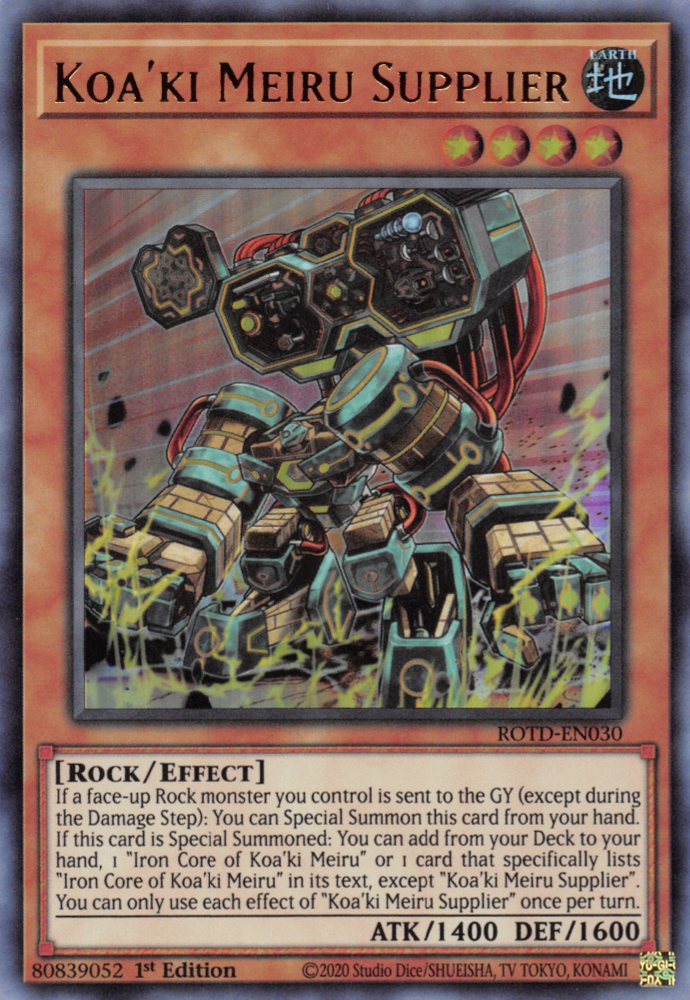 KOA'KI MEIRU SUPPLIER
EARTH
地
ROTD-EN030
[ROCK/EFFECT]
If a face-up Rock monster you control is sent to the GY (except during
the Damage Step): You can Special Summon this card from your hand.
If this card is Special Summoned: You can add from your Deck to your
hand, 1 "Iron Core of Koa'ki Meiru" or 1 card that specifically lists
"Iron Core of Koa'ki Meiru" in its text, except "Koa'ki Meiru Supplier".
You can only use each effect of "Koa'ki Meiru Supplier" once per turn.
ATK/1400 DEF/1600
80839052 1st Edition
©2020 Studio Dice/SHUEISHA, TV TOKYO, KONAMI